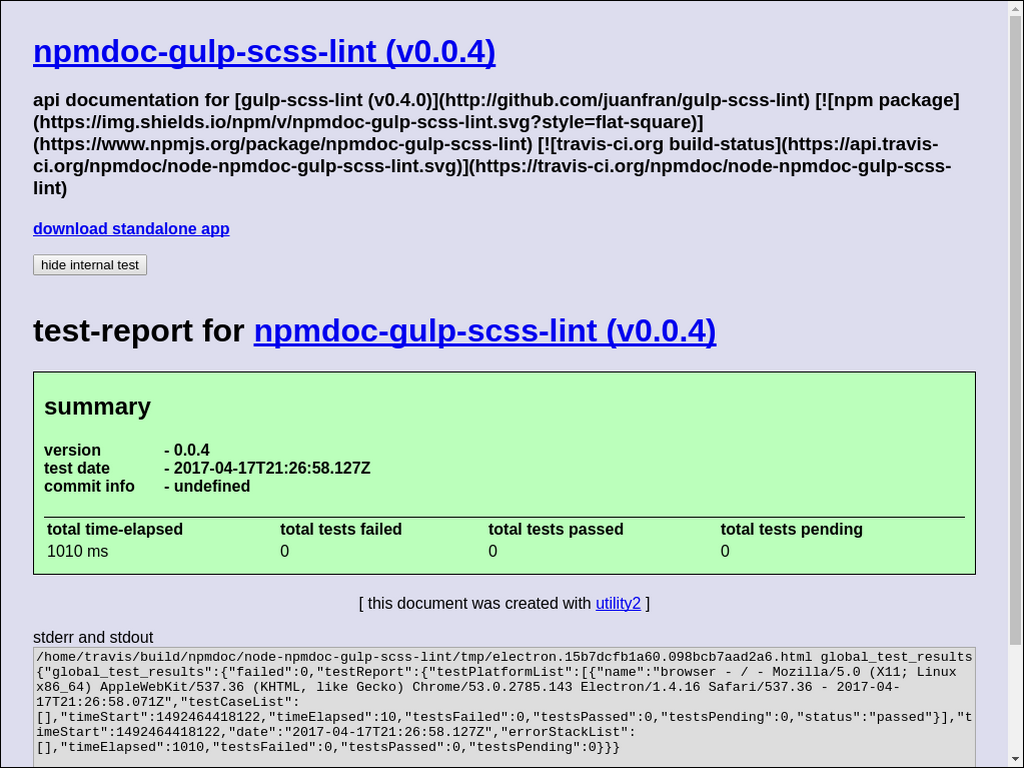 npmdoc-gulp-scss-lint (v0.0.4)
api documentation for [gulp-scss-lint (v0.4.0)](http://github.com/juanfran/gulp-scss-lint) [![npm package]
(https://img.shields.io/npm/v/npmdoc-gulp-scss-lint.svg?style=flat-square)]
(https://www.npmjs.org/package/npmdoc-gulp-scss-lint) [![travis-ci.org build-status](https://api.travis-
ci.org/npmdoc/node-npmdoc-gulp-scss-lint.svg)](https://travis-ci.org/npmdoc/node-npmdoc-gulp-scss-
lint)
download standalone app
hide internal test
test-report for npmdoc-gulp-scss-lint (v0.0.4)
summary
version - 0.0.4
test date - 2017-04-17T21:26:58.127Z
commit info - undefined
total time-elapsed total tests failed total tests passed total tests pending
1010 ms 0 0 0
[ this document was created with utility2 ]
stderr and stdout
/home/travis/build/npmdoc/node-npmdoc-gulp-scss-lint/tmp/electron.15b7dcfb1a60.098bcb7aad2a6.html global_test_results
{"global_test_results":{"failed":0,"testReport":{"testPlatformList":[{"name":"browser - / - Mozilla/5.0 (X11; Linux
x86_64) AppleWebKit/537.36 (KHTML, like Gecko) Chrome/53.0.2785.143 Electron/1.4.16 Safari/537.36 - 2017-04-
17T21:26:58.071Z","testCaseList":
[],"timeStart":1492464418122,"timeElapsed":10,"testsFailed":0,"testsPassed":0,"testsPending":0,"status":"passed"}],"t
imeStart":1492464418122,"date":"2017-04-17T21:26:58.127Z","errorStackList":
[],"timeElapsed":1010,"testsFailed":0,"testsPassed":0,"testsPending":0}}}